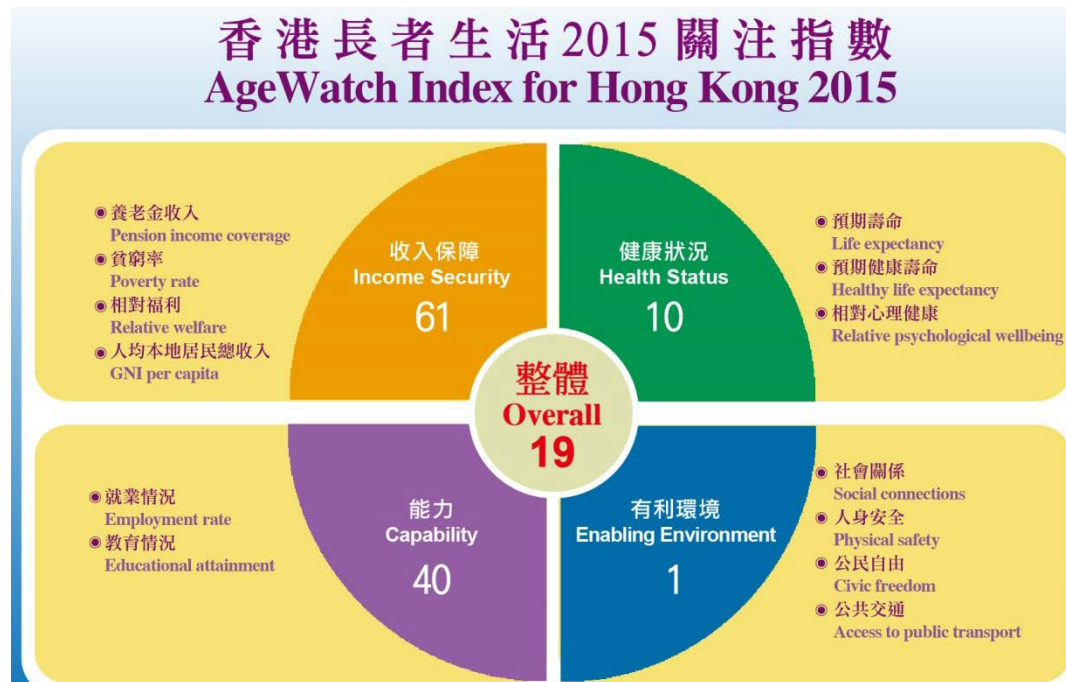 香港長者生活2015關注指數
AgeWatch Index for Hong Kong 2015
◉養老金收入
Pension income coverage
◉貧窮率
Poverty rate
◉相對福利
Relative welfare
◉人均本地居民總收入
GNI per capita
收入保障
Income Security
61
健康狀況
Health Status
10
◉預期壽命
Life expectancy
◉預期健康壽命
Healthy life expectancy
◉相對心理健康
Relative psychological wellbeing
整體
Overall
19
◉就業情況
Employment rate
◉教育情況
Educational attainment
能力
Capability
40
有利環境
Enabling Environment
1
◉社會關係
Social connections
◉人身安全
Physical safety
◉公民自由
Civic freedom
◉公共交通
Access to public transport